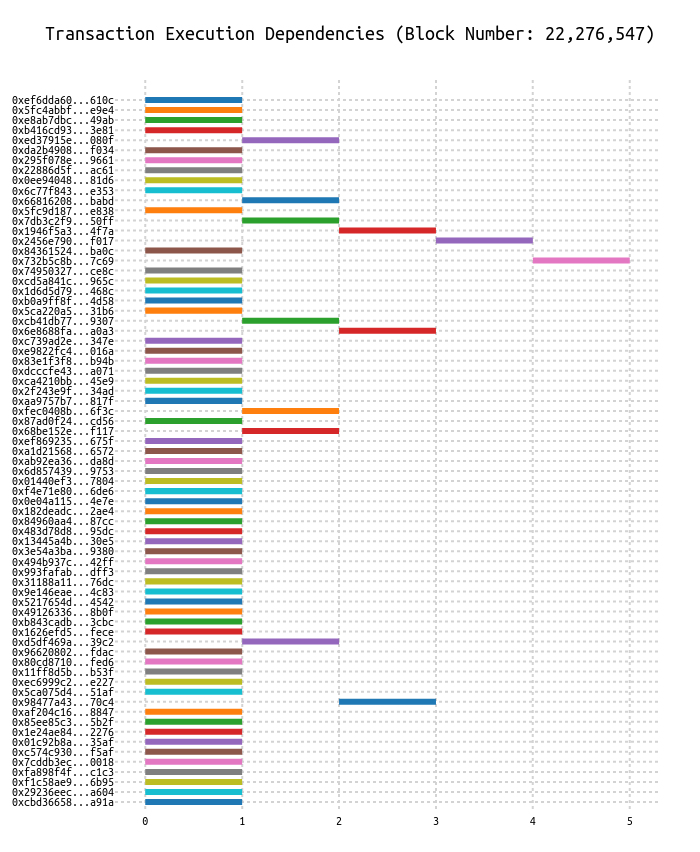 Transaction Execution Dependencies (Block Number: 22,276,547)
0xef6dda60...610c
0x5fc4abbf...e9e4
0xe8ab7dbc...49ab
0xb416cd93...3e81
0xed37915e...080f
0xda2b4908...f034
0x295f078e...9661
0x22886d5f...ac61
0x0ee94048...81d6
0x6c77f843...e353
0x66816208...babd
0x5fc9d187...e838
0x7db3c2f9...50ff
0x1946f5a3...4f7a
0x2456e790...f017
0x84361524...ba0c
0x732b5c8b...7c69
0x74950327...ce8c
0xcd5a841c...965c
0x1d6d5d79...468c
0xb0a9ff8f...4d58
0x5ca220a5...31b6
0xcb41db77...9307
0x6e8688fa...a0a3
0xc739ad2e...347e
0xe9822fc4...016a
0x83e1f3f8...b94b
0xdcccfe43...a071
0xca4210bb...45e9
0x2f243e9f...34ad
0xaa9757b7...817f
0xfec0408b...6f3c
0x87ad0f24...cd56
0x68be152e...f117
0xef869235...675f
0xa1d21568...6572
0xab92ea36...da8d
0x6d857439...9753
0x01440ef3...7804
0xf4e71e80...6de6
0x0e04a115...4e7e
0x182deadc...2ae4
0x84960aa4...87cc
0x483d78d8...95dc
0x13445a4b...30e5
0x3e54a3ba...9380
0x494b937c...42ff
0x993fafab...dff3
0x31188a11...76dc
0x9e146eae...4c83
0x5217654d...4542
0x49126336...8b0f
0xb843cadb...3cbc
0x1626efd5...fece
0xd5df469a...39c2
0x96620802...fdac
0x80cd8710...fed6
0x11ff8d5b...b53f
0xec6999c2...e227
0x5ca075d4...51af
0x98477a43...70c4
0xaf204c16...8847
0x85ee85c3...5b2f
0x1e24ae84...2276
0x01c92b8a...35af
0xc574c930...f5af
0x7cddb3ec...0018
0xfa898f4f...c1c3
0xf1c58ae9...6b95
0x29236eec...a604
0xcbd36658...a91a
0 1 2 3 4 5